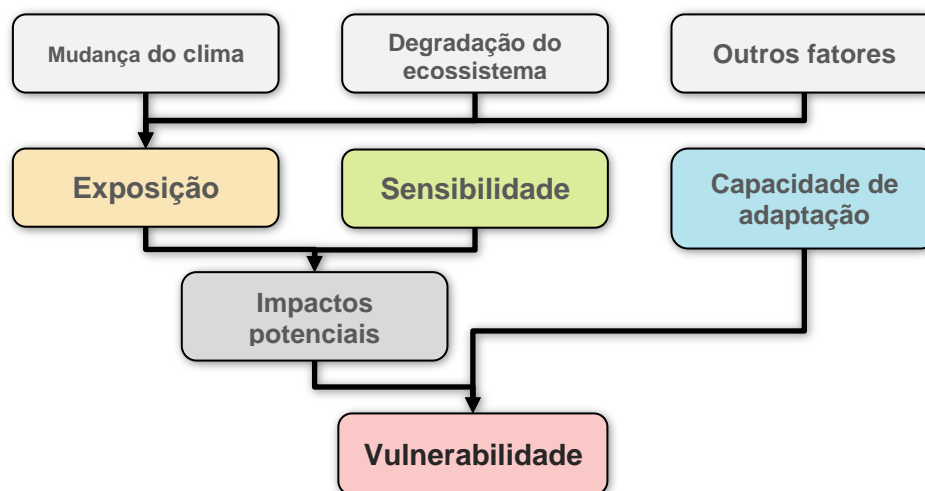 Mudança do clima
Degradação do
ecossistema
Outros fatores
Exposição
Sensibilidade
Capacidade de
adaptação
Impactos
potenciais
Vulnerabilidade